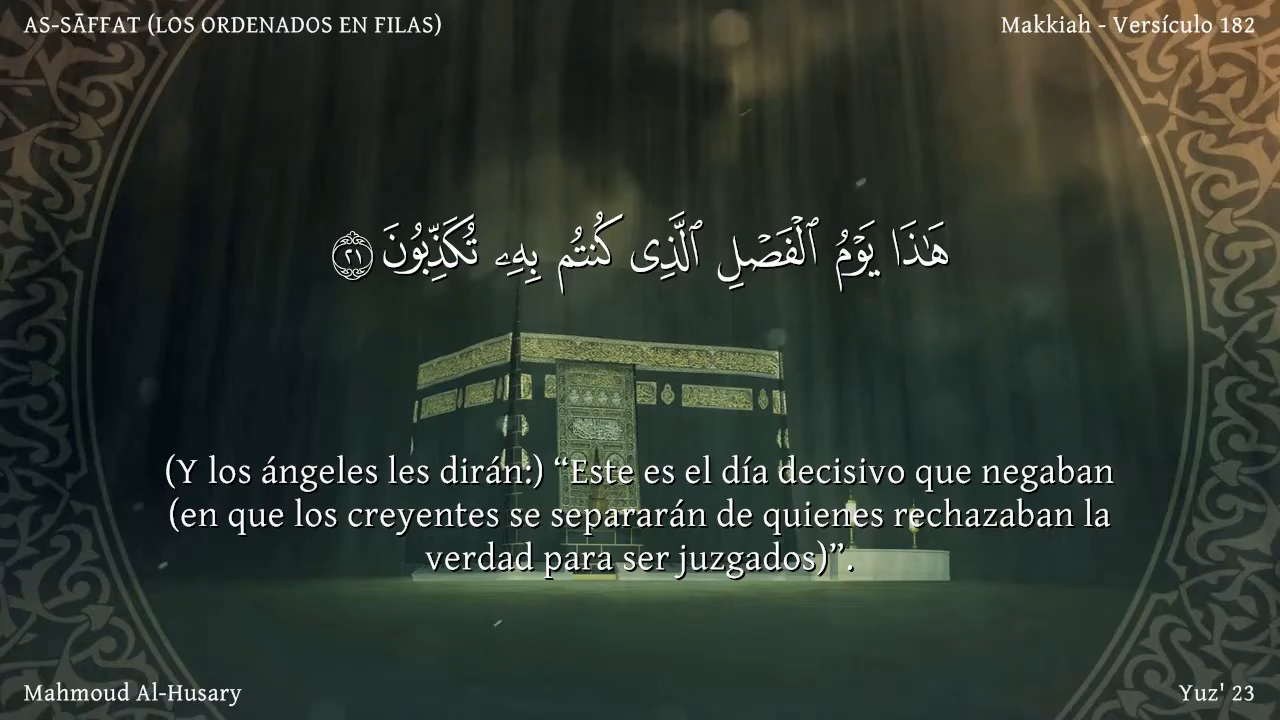 AS-SĀFFAT (LOS ORDENADOS EN FILAS)
Makkiah - Versículo 182
هَـٰذَا يَوْمُ ٱلْفَصْلِ ٱلَّذِى كُنتُم بِهِۦ تُكَذِّبُونَ ٢١
(Y los ángeles les dirán:) “Este es el día decisivo que negaban
(en que los creyentes se separarán de quienes rechazaban la
verdad para ser juzgados)”.
Mahmoud Al-Husary
Yuz' 23